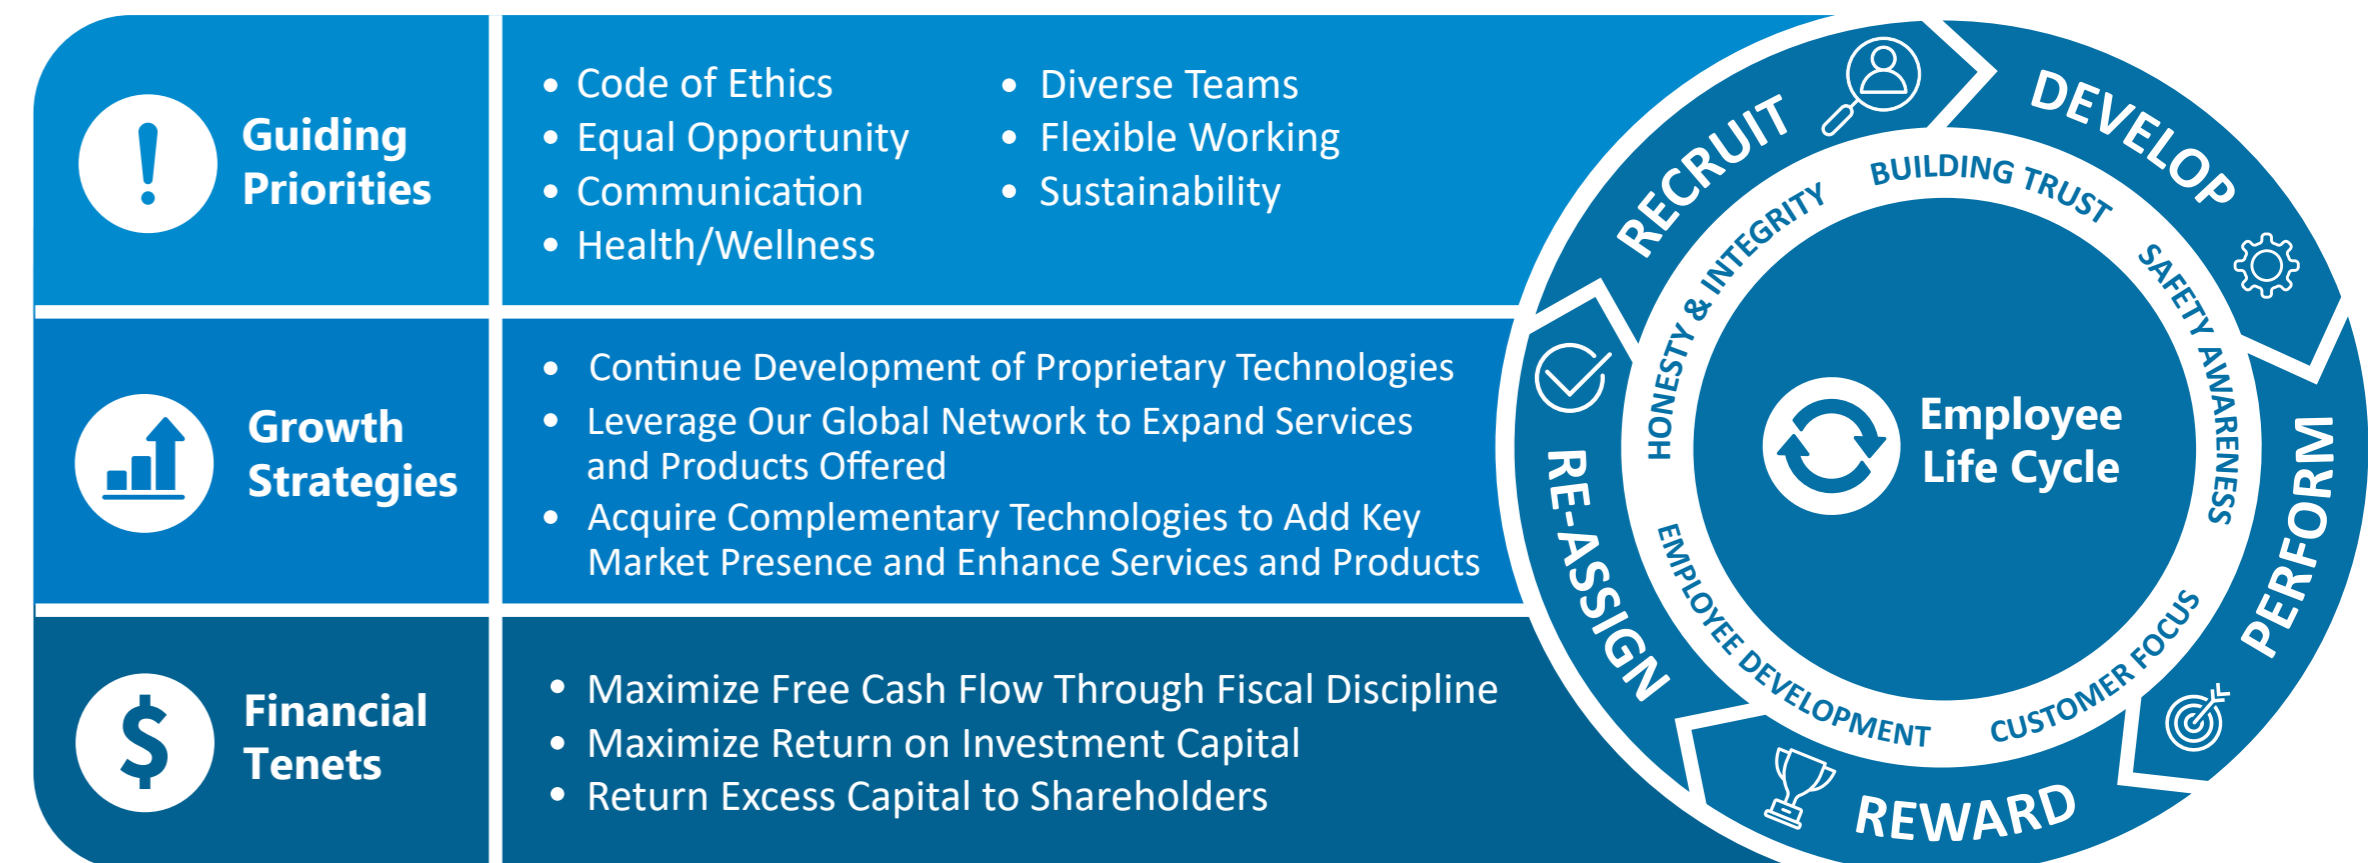 Guiding
Priorities
• Code of Ethics
• Equal Opportunity
• Communication
• Health/Wellness
• Diverse Teams
• Flexible Working
• Sustainability
Growth
Strategies
• Continue Development of Proprietary Technologies
• Leverage Our Global Network to Expand Services
and Products Offered
• Acquire Complementary Technologies to Add Key
Market Presence and Enhance Services and Products
Financial
Tenets
• Maximize Free Cash Flow Through Fiscal Discipline
• Maximize Return on Investment Capital
• Return Excess Capital to Shareholders
RECRUIT
DEVELOP
PERFORM
REWARD
RE-ASSIGN
HONESTY & INTEGRITY
BUILDING TRUST
SAFETY AWARENESS
CUSTOMER FOCUS
EMPLOYEE DEVELOPMENT
Employee
Life Cycle